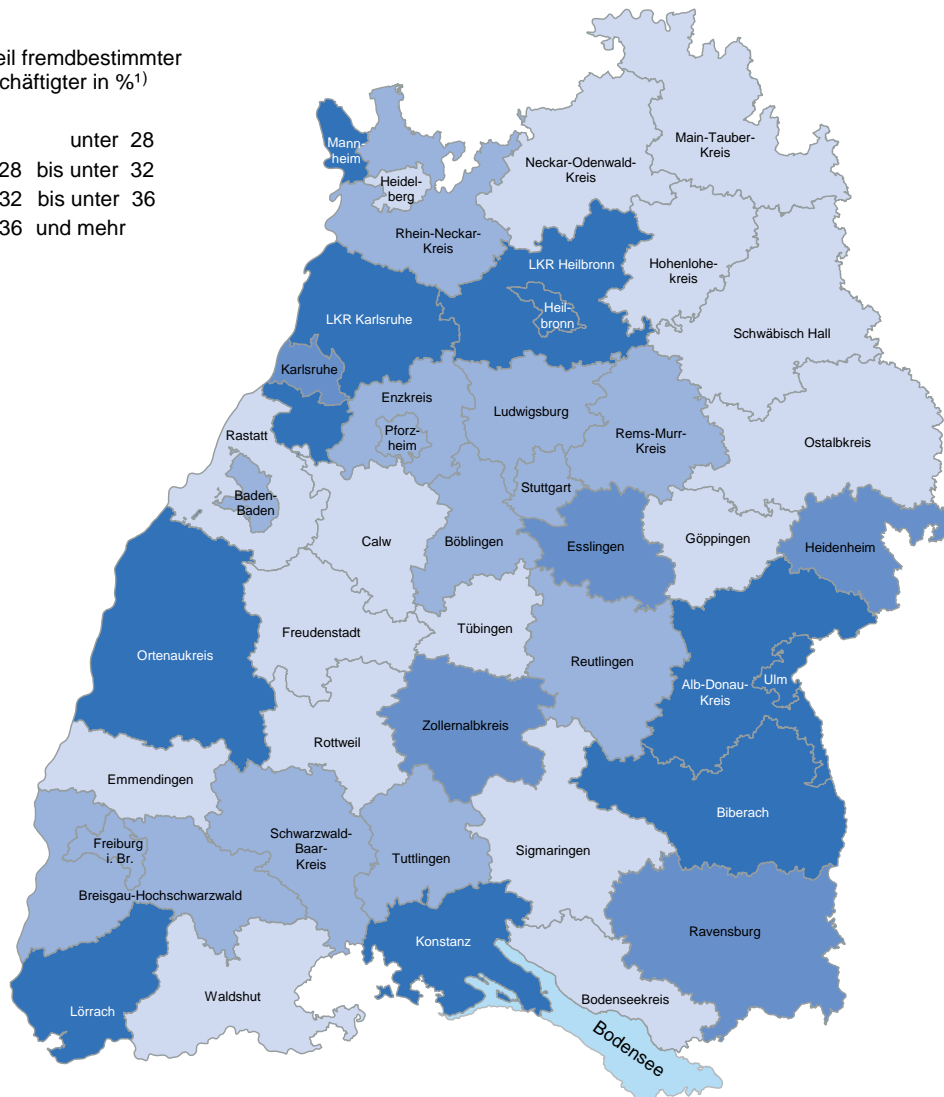 eil fremdbestimmter
chäftigter in %¹⁾
unter 28
28 bis unter 32
32 bis unter 36
36 und mehr
Mann-
heim
Heidel-
berg
Rhein-Neckar-
Kreis
Neckar-Odenwald-
Kreis
Main-Tauber-
Kreis
LKR Heilbronn
Heil-
bronn
Hohenlohe-
kreis
Schwäbisch Hall
LKR Karlsruhe
Karlsruhe
Enzkreis
Pforz-
heim
Ludwigsburg
Rems-Murr-
Kreis
Ostalbkreis
Rastatt
Baden-
Baden
Stuttgart
Calw
Böblingen
Esslingen
Göppingen
Heidenheim
Ortenaukreis
Freudenstadt
Tübingen
Reutlingen
Alb-Donau-
Kreis
Ulm
Zollernalbkreis
Rottweil
Emmendingen
Biberach
Freiburg
i. Br.
Schwarzwald-
Baar-
Kreis
Tuttlingen
Sigmaringen
Breisgau-Hochschwarzwald
Ravensburg
Konstanz
Waldshut
Lörrach
Bodenseekreis
Bodensee